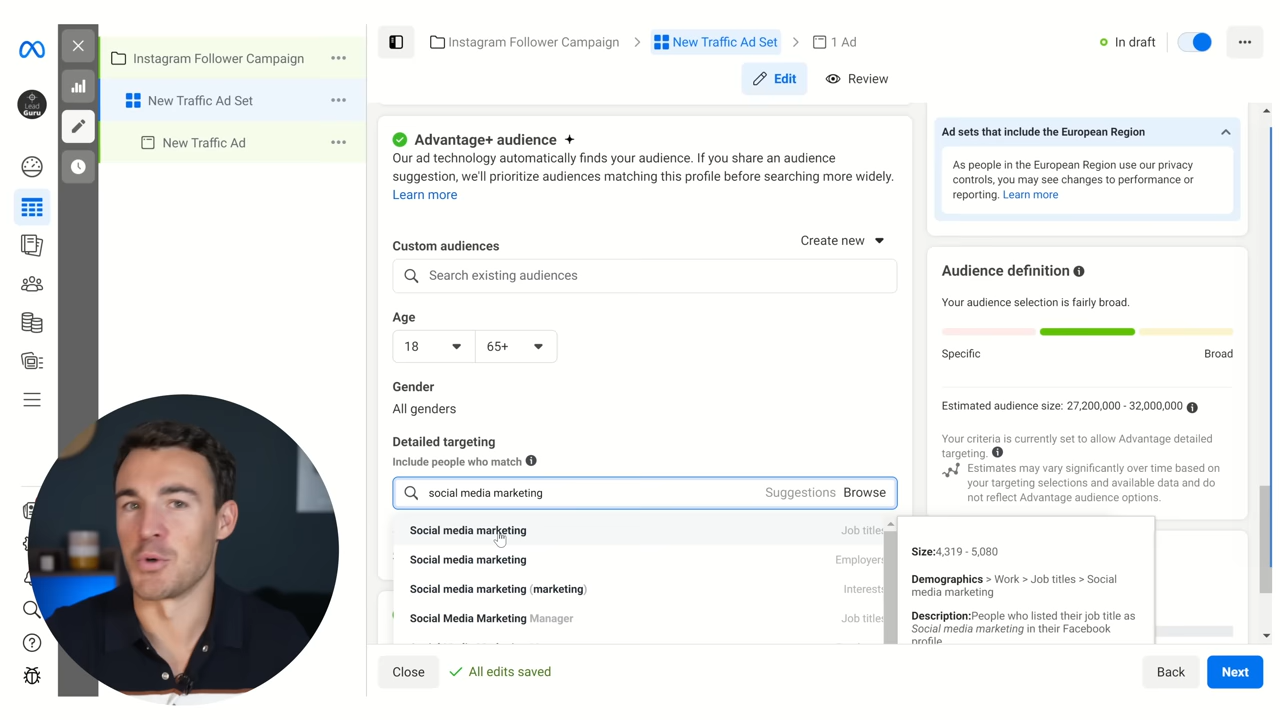 Instagram Follower Campaign
New Traffic Ad Set
New Traffic Ad
Lead
Guru
Instagram Follower Campaign
New Traffic Ad Set
1 Ad
In draft
Edit
Review
Advantage+ audience
Our ad technology automatically finds your audience. If you share an audience
suggestion, we'll prioritize audiences matching this profile before searching more widely.
Learn more
Custom audiences
Create new
Search existing audiences
Age
18
65+
Gender
All genders
Detailed targeting
Include people who match
social media marketing
Suggestions
Browse
Social media marketing
Job titles
Social media marketing
Employers
Social media marketing (marketing)
Interests
Social Media Marketing Manager
Job titles
Size:4,319 - 5,080
Demographics > Work > Job titles > Social
media marketing
Description:People who listed their job title as
Social media marketing in their Facebook
profile
Ad sets that include the European Region
As people in the European Region use our privacy
controls, you may see changes to performance or
reporting. Learn more
Audience definition
Your audience selection is fairly broad.
Specific
Broad
Estimated audience size: 27,200,000 - 32,000,000
Your criteria is currently set to allow Advantage detailed
targeting.
Estimates may vary significantly over time based on
your targeting selections and available data and do
not reflect Advantage audience options.
Close
All edits saved
Back
Next